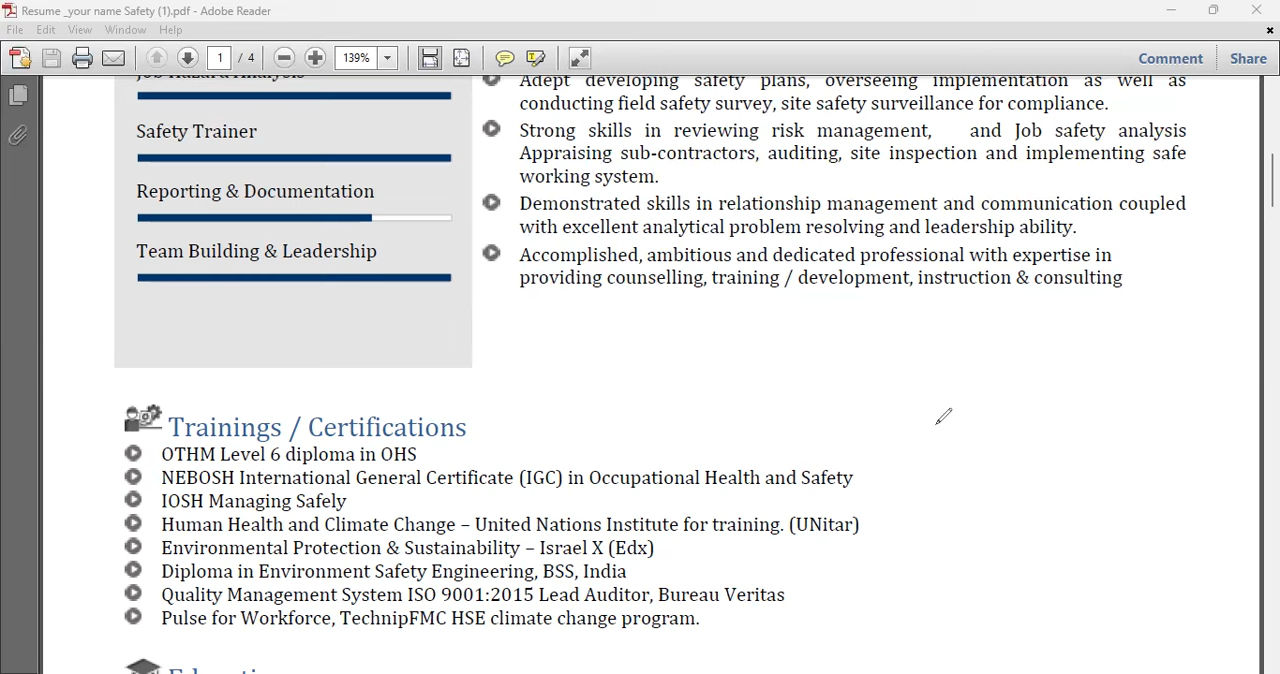 Resume _your name Safety (1).pdf - Adobe Reader
File Edit View Window Help
1 / 4 139% Comment Share
Job Hazard Analysis
Safety Trainer
Reporting & Documentation
Team Building & Leadership
Adept developing safety plans, overseeing implementation as well as
conducting field safety survey, site safety surveillance for compliance.
Strong skills in reviewing risk management, and Job safety analysis
Appraising sub-contractors, auditing, site inspection and implementing safe
working system.
Demonstrated skills in relationship management and communication coupled
with excellent analytical problem resolving and leadership ability.
Accomplished, ambitious and dedicated professional with expertise in
providing counselling, training / development, instruction & consulting
Trainings / Certifications
OTHM Level 6 diploma in OHS
NEBOSH International General Certificate (IGC) in Occupational Health and Safety
IOSH Managing Safely
Human Health and Climate Change – United Nations Institute for training. (UNitar)
Environmental Protection & Sustainability – Israel X (Edx)
Diploma in Environment Safety Engineering, BSS, India
Quality Management System ISO 9001:2015 Lead Auditor, Bureau Veritas
Pulse for Workforce, TechnipFMC HSE climate change program.